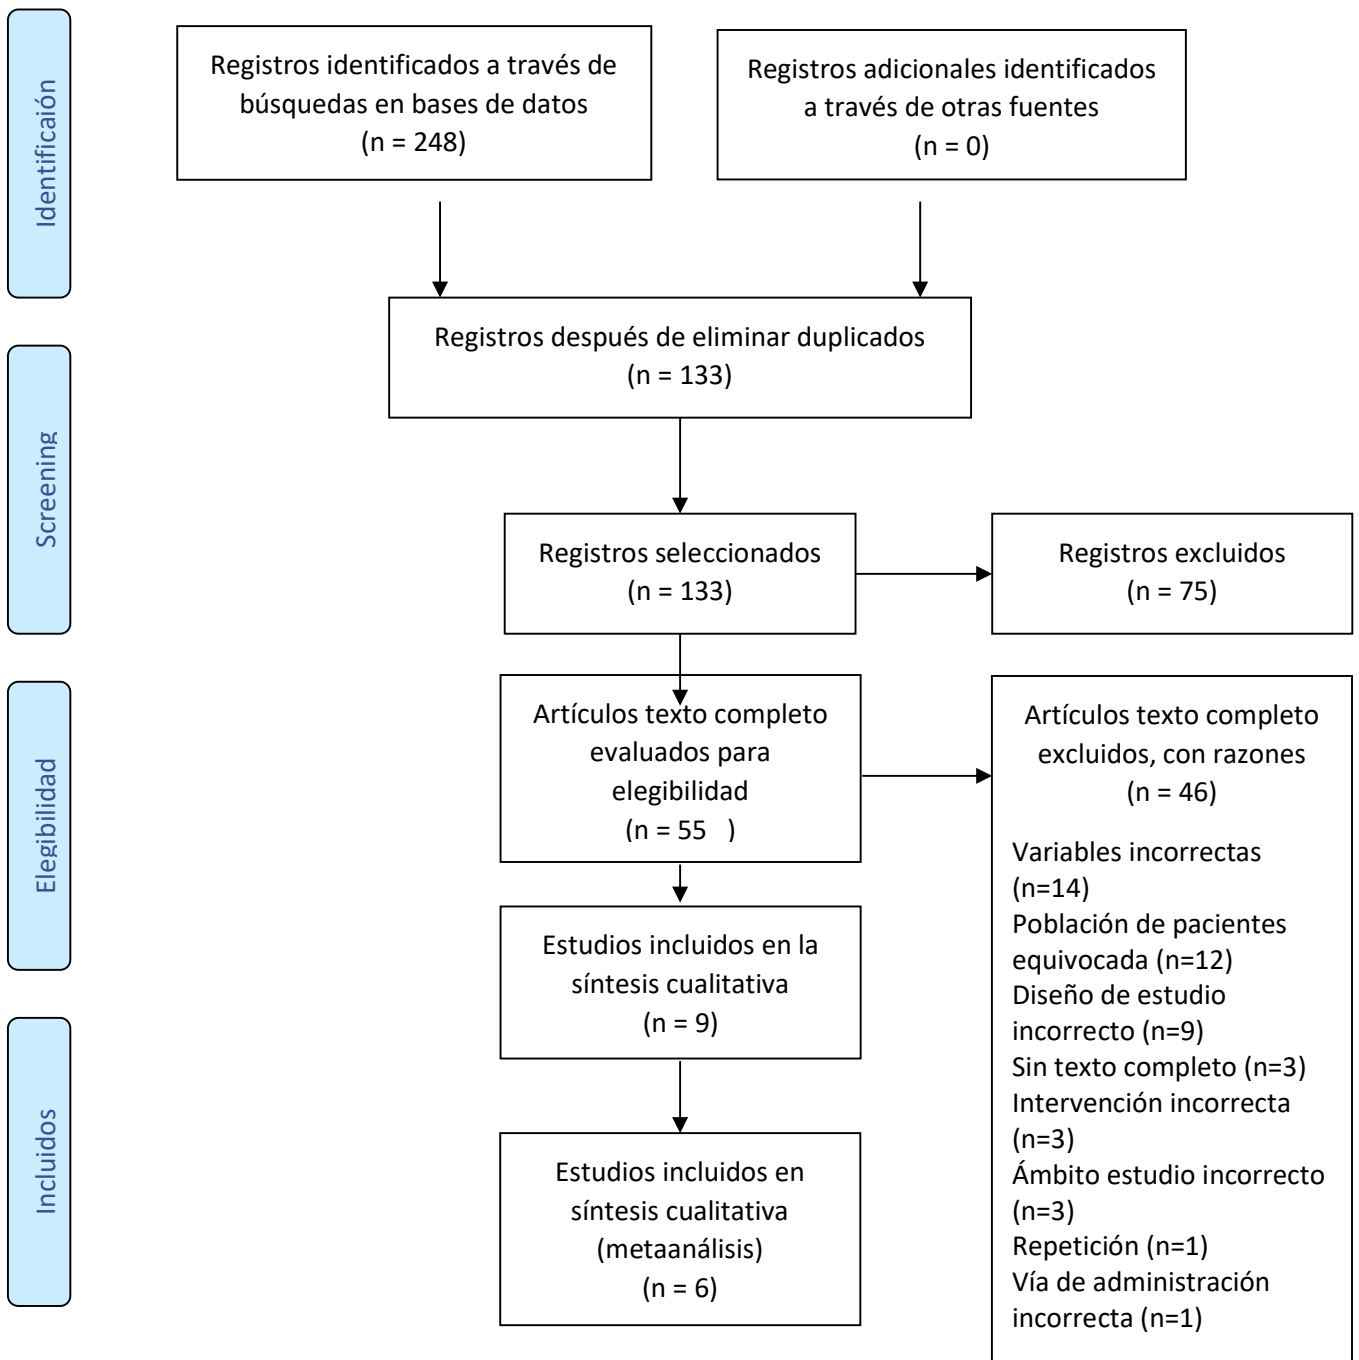 Identificaión
Registros identificados a través de
búsquedas en bases de datos
(n = 248)
Registros adicionales identificados
a través de otras fuentes
(n = 0)
Registros después de eliminar duplicados
(n = 133)
Screening
Registros seleccionados
(n = 133)
Registros excluidos
(n = 75)
Elegibilidad
Artículos texto completo
evaluados para
elegibilidad
(n = 55   )
Artículos texto completo
excluidos, con razones
(n = 46)
Variables incorrectas
(n=14)
Población de pacientes
equivocada (n=12)
Diseño de estudio
incorrecto (n=9)
Sin texto completo (n=3)
Intervención incorrecta
(n=3)
Ámbito estudio incorrecto
(n=3)
Repetición (n=1)
Vía de administración
incorrecta (n=1)
Estudios incluidos en la
síntesis cualitativa
(n = 9)
Incluidos
Estudios incluidos en
síntesis cualitativa
(metaanálisis)
(n = 6)